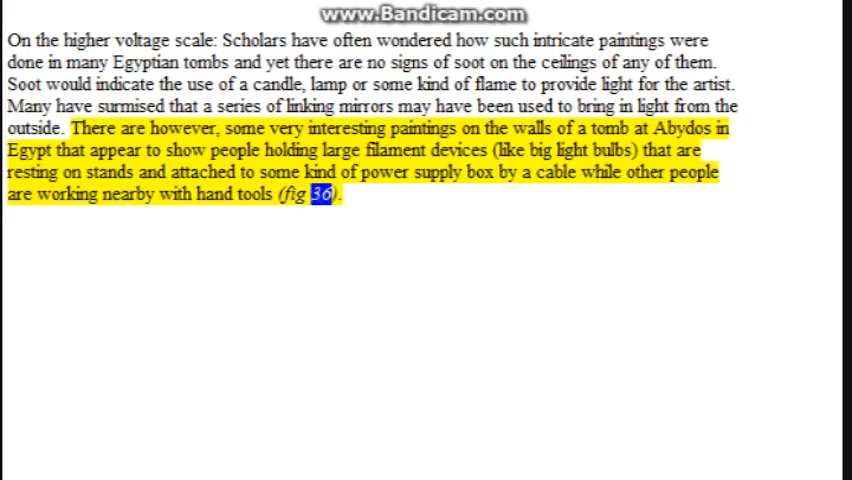 www.Bandicam.com
On the higher voltage scale: Scholars have often wondered how such intricate paintings were
done in many Egyptian tombs and yet there are no signs of soot on the ceilings of any of them.
Soot would indicate the use of a candle, lamp or some kind of flame to provide light for the artist.
Many have surmised that a series of linking mirrors may have been used to bring in light from the
outside. There are however, some very interesting paintings on the walls of a tomb at Abydos in
Egypt that appear to show people holding large filament devices (like big light bulbs) that are
resting on stands and attached to some kind of power supply box by a cable while other people
are working nearby with hand tools (fig 36).